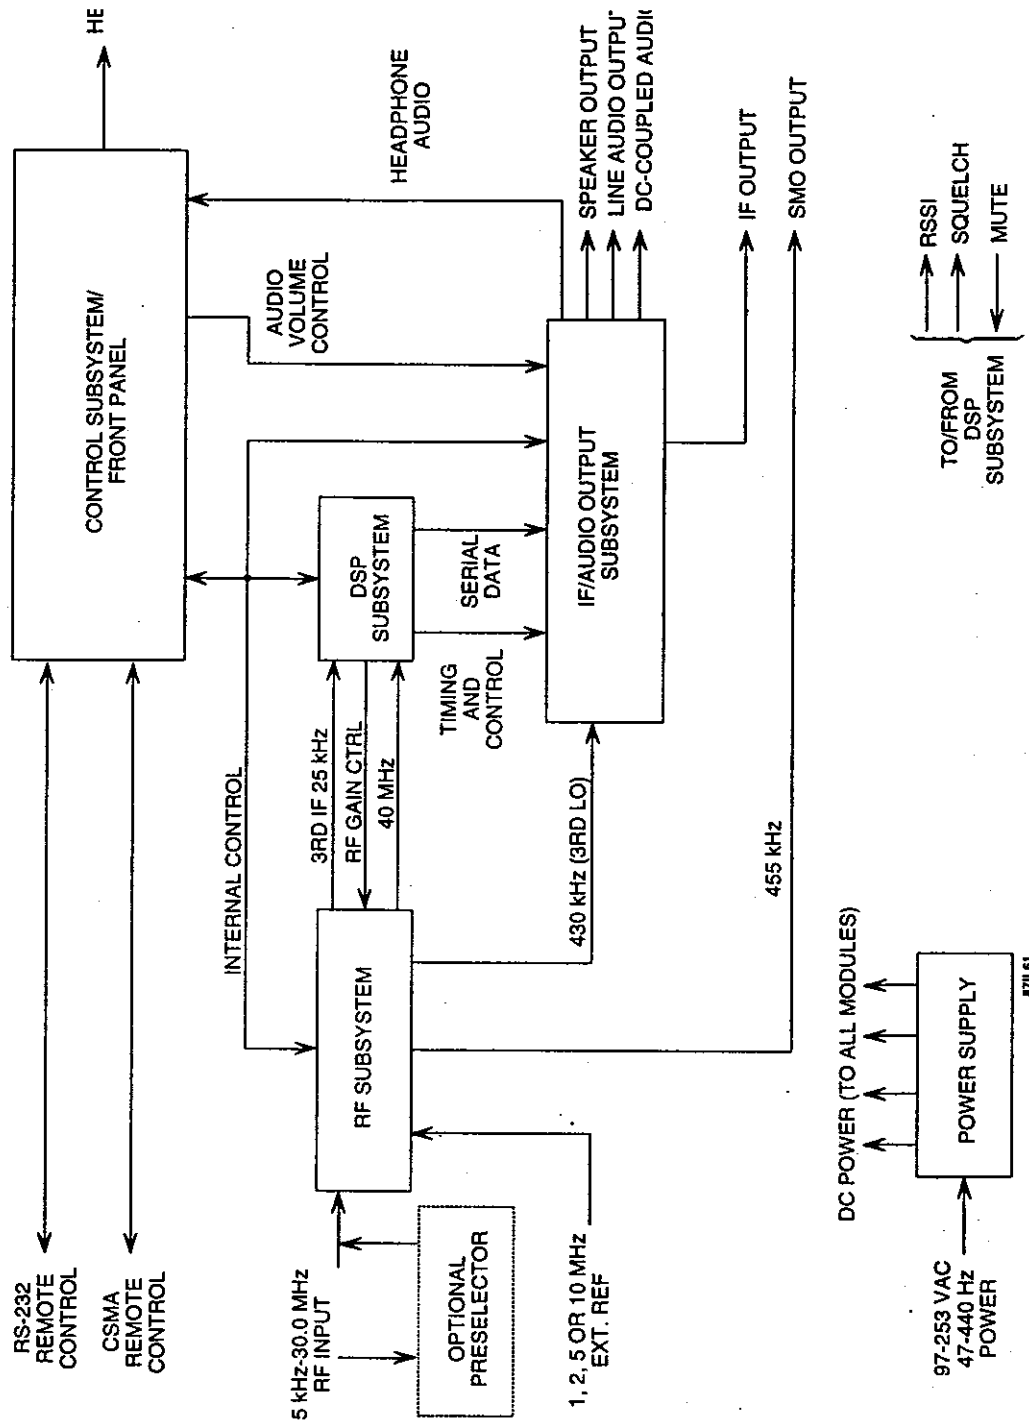 RS-232
REMOTE
CONTROL
CSMA
REMOTE
CONTROL
CONTROL SUBSYSTEM/
FRONT PANEL
INTERNAL CONTROL
AUDIO
VOLUME
CONTROL
HEADPHONE
AUDIO
5 kHz-30.0 MHz
RF INPUT
OPTIONAL
PRESELECTOR
RF SUBSYSTEM
3RD IF 25 kHz
RF GAIN CTRL
40 MHz
DSP
SUBSYSTEM
TIMING
AND
CONTROL
SERIAL
DATA
1, 2, 5 OR 10 MHz
EXT. REF
430 kHz (3RD LO)
IF/AUDIO OUTPUT
SUBSYSTEM
SPEAKER OUTPUT
LINE AUDIO OUTPUT
DC-COUPLED AUDIO
IF OUTPUT
455 kHz
SMO OUTPUT
DC POWER (TO ALL MODULES)
97-253 VAC
47-440 Hz
POWER
POWER SUPPLY
TO/FROM
DSP
SUBSYSTEM
RSSI
SQUELCH
MUTE